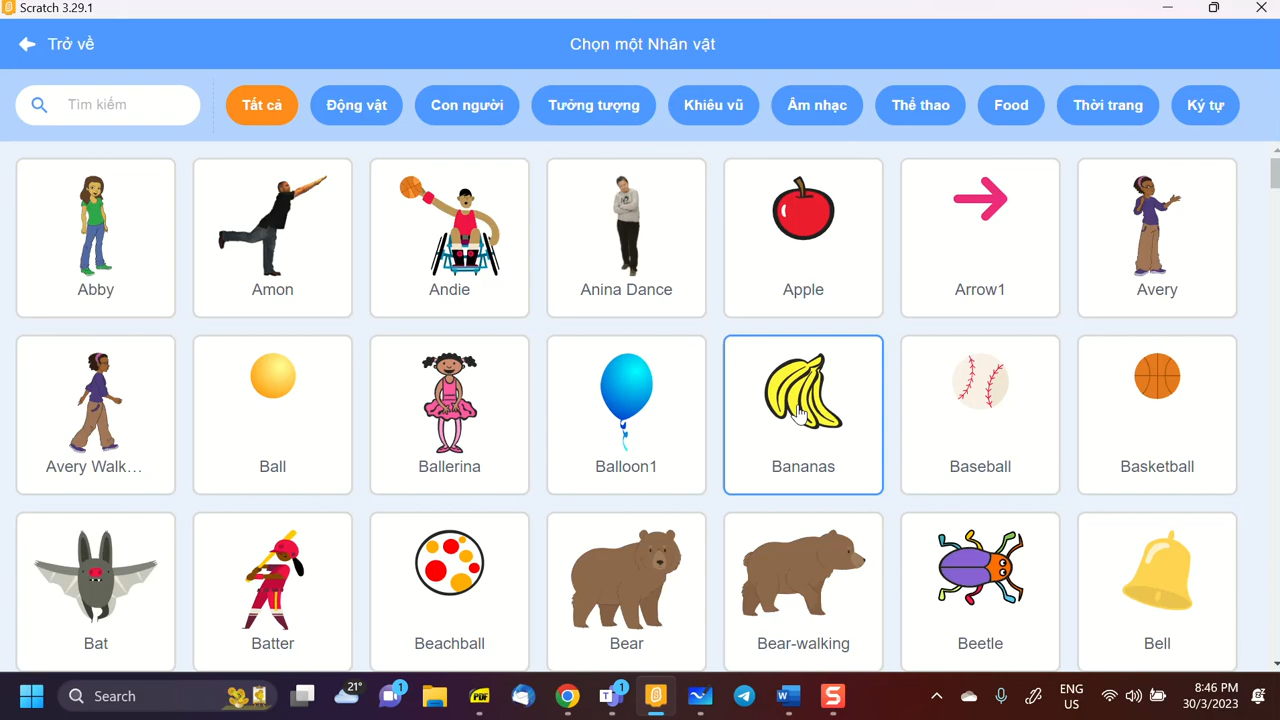 Scratch 3.29.1
Trở về
Chọn một Nhân vật
Tìm kiếm
Tất cả
Động vật
Con người
Tưởng tượng
Khiêu vũ
Âm nhạc
Thể thao
Food
Thời trang
Ký tự
Abby
Amon
Andie
Anina Dance
Apple
Arrow1
Avery
Avery Walk...
Ball
Ballerina
Balloon1
Bananas
Baseball
Basketball
Bat
Batter
Beachball
Bear
Bear-walking
Beetle
Bell
Search
21°
1
PDF
1
ENG
US
8:46 PM
30/3/2023